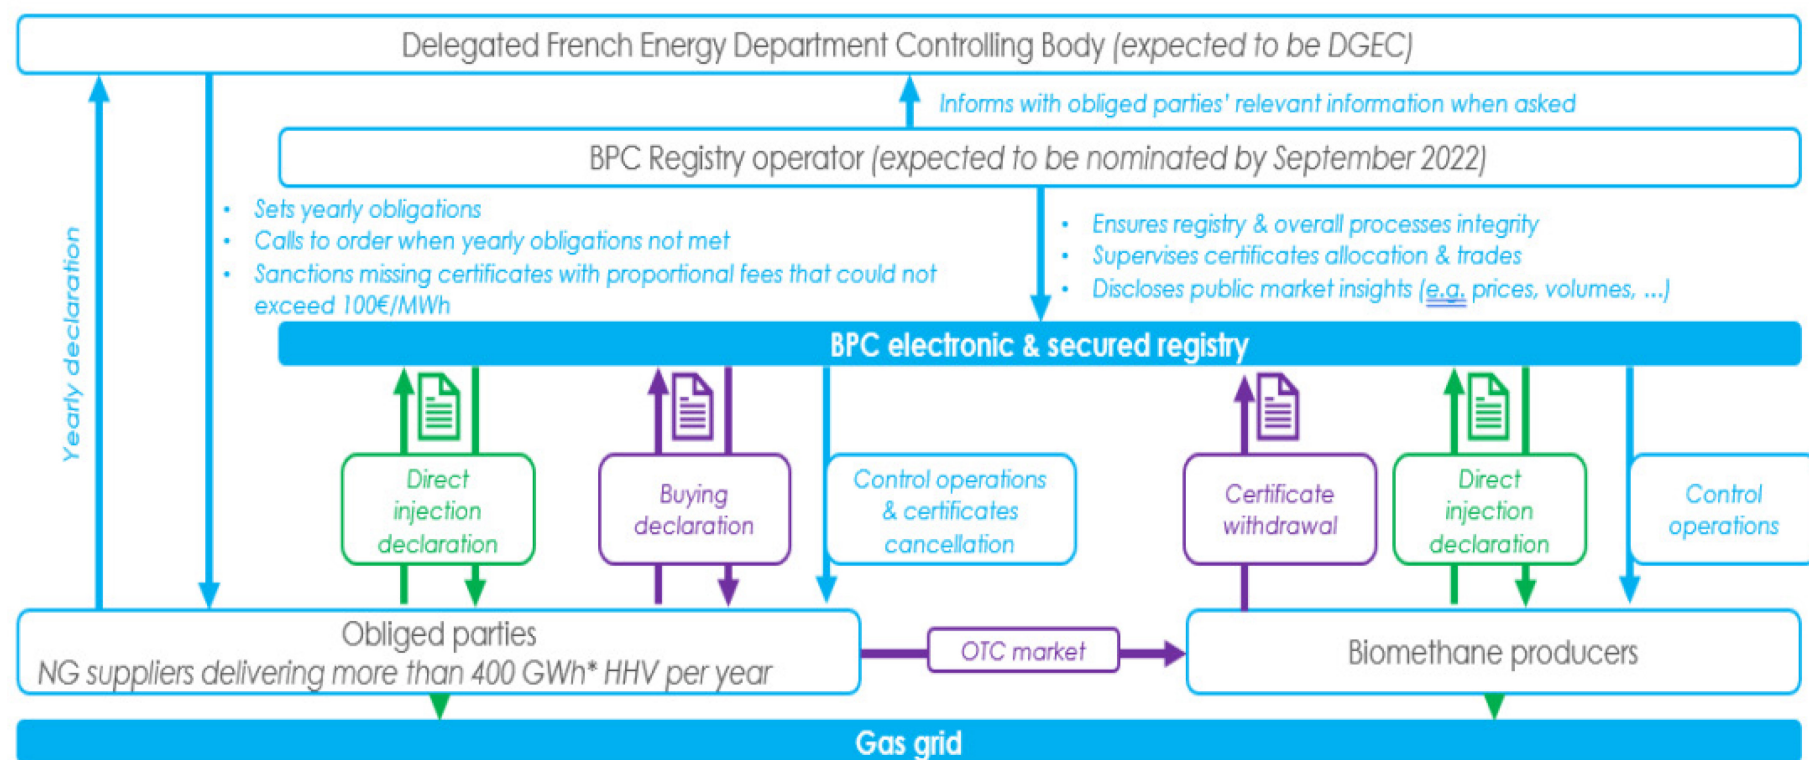 Delegated French Energy Department Controlling Body (expected to be DGEC)
Informs with obliged parties' relevant information when asked
BPC Registry operator (expected to be nominated by September 2022)
Yearly declaration
• Sets yearly obligations
• Calls to order when yearly obligations not met
• Sanctions missing certificates with proportional fees that could not
exceed 100€/MWh
• Ensures registry & overall processes integrity
• Supervises certificates allocation & trades
• Discloses public market insights (e.g. prices, volumes, ...)
BPC electronic & secured registry
Direct
injection
declaration
Buying
declaration
Control operations
& certificates
cancellation
Certificate
withdrawal
Direct
injection
declaration
Control
operations
Obliged parties
NG suppliers delivering more than 400 GWh* HHV per year
OTC market
Biomethane producers
Gas grid